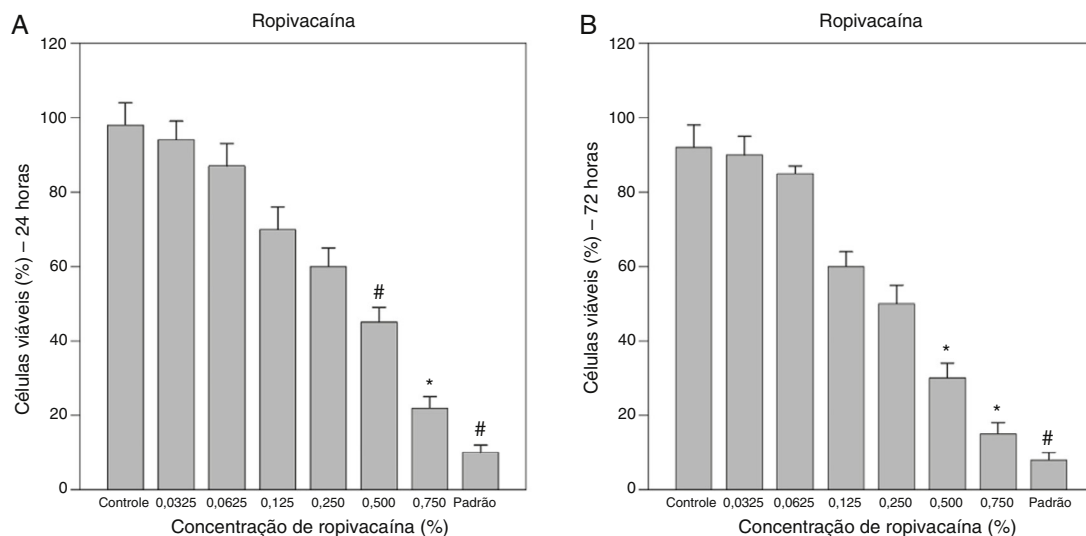 A
Ropivacaína
120
100
80
60
40
20
0
Células viáveis (%) – 24 horas
#
*
#
Controle 0,0325 0,0625 0,125 0,250 0,500 0,750 Padrão
Concentração de ropivacaína (%)
B
Ropivacaína
120
100
80
60
40
20
0
Células viáveis (%) – 72 horas
*
*
#
Controle 0,0325 0,0625 0,125 0,250 0,500 0,750 Padrão
Concentração de ropivacaína (%)